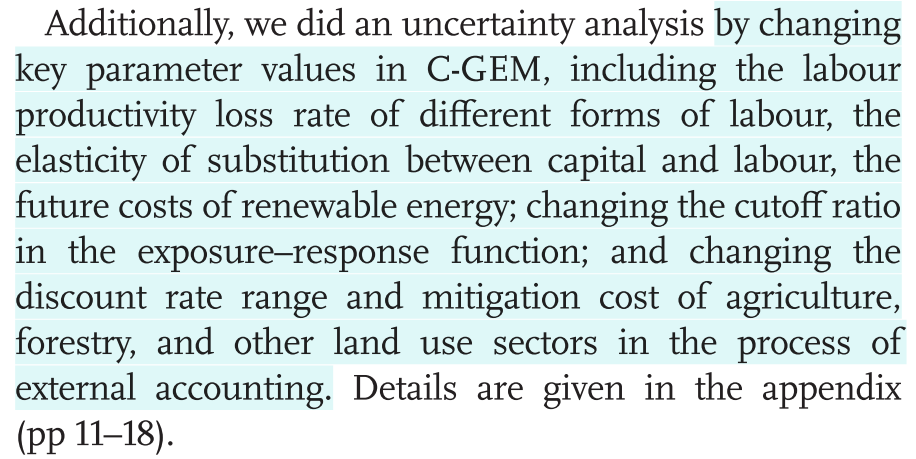 Additionally, we did an uncertainty analysis by changing
key parameter values in C-GEM, including the labour
productivity loss rate of different forms of labour, the
elasticity of substitution between capital and labour, the
future costs of renewable energy; changing the cutoff ratio
in the exposure–response function; and changing the
discount rate range and mitigation cost of agriculture,
forestry, and other land use sectors in the process of
external accounting. Details are given in the appendix
(pp 11–18).